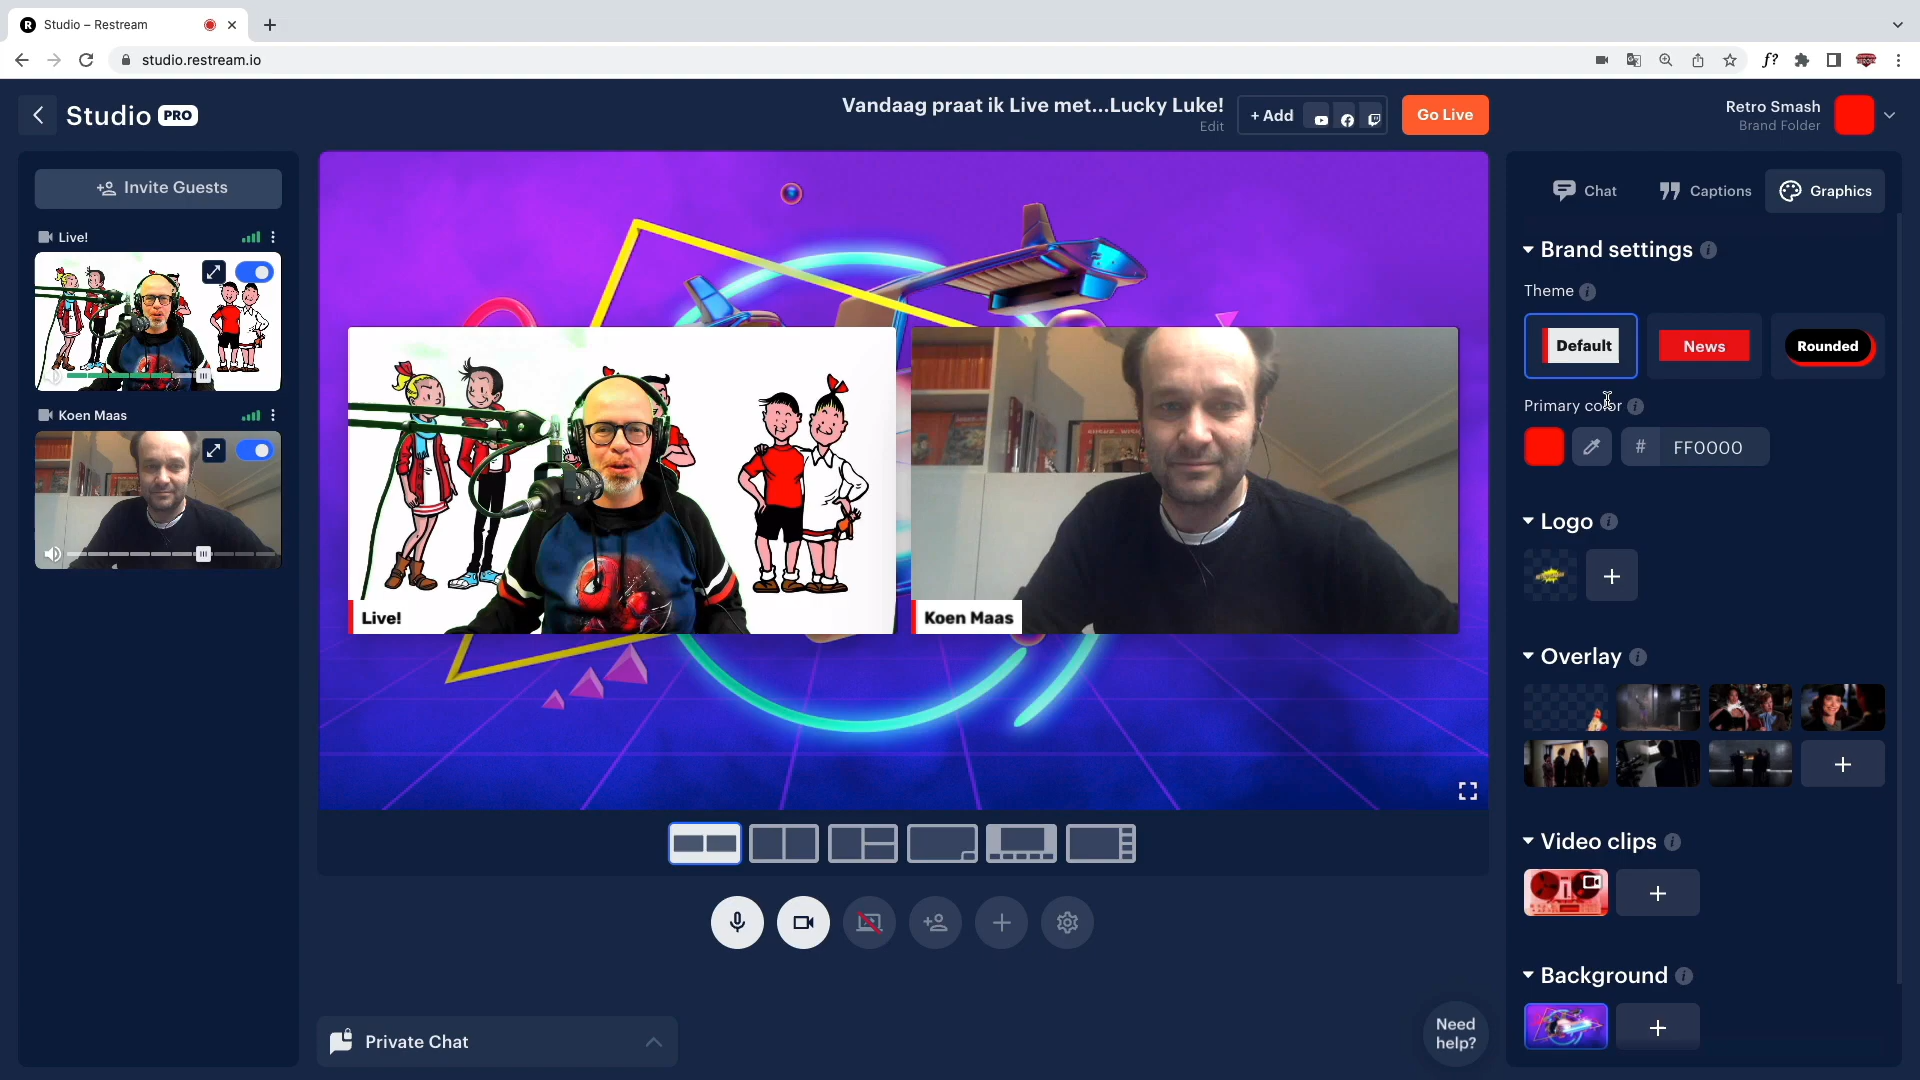 Studio – Restream
studio.restream.io
f?
Studio PRO
Vandaag praat ik Live met...Lucky Luke!
Edit
+ Add
Go Live
Retro Smash
Brand Folder
Invite Guests
Live!
Koen Maas
Live!
Koen Maas
Chat
Captions
Graphics
Brand settings
Theme
Default
News
Rounded
Primary color
# FF0000
Logo
Overlay
Video clips
Background
Private Chat
Need
help?